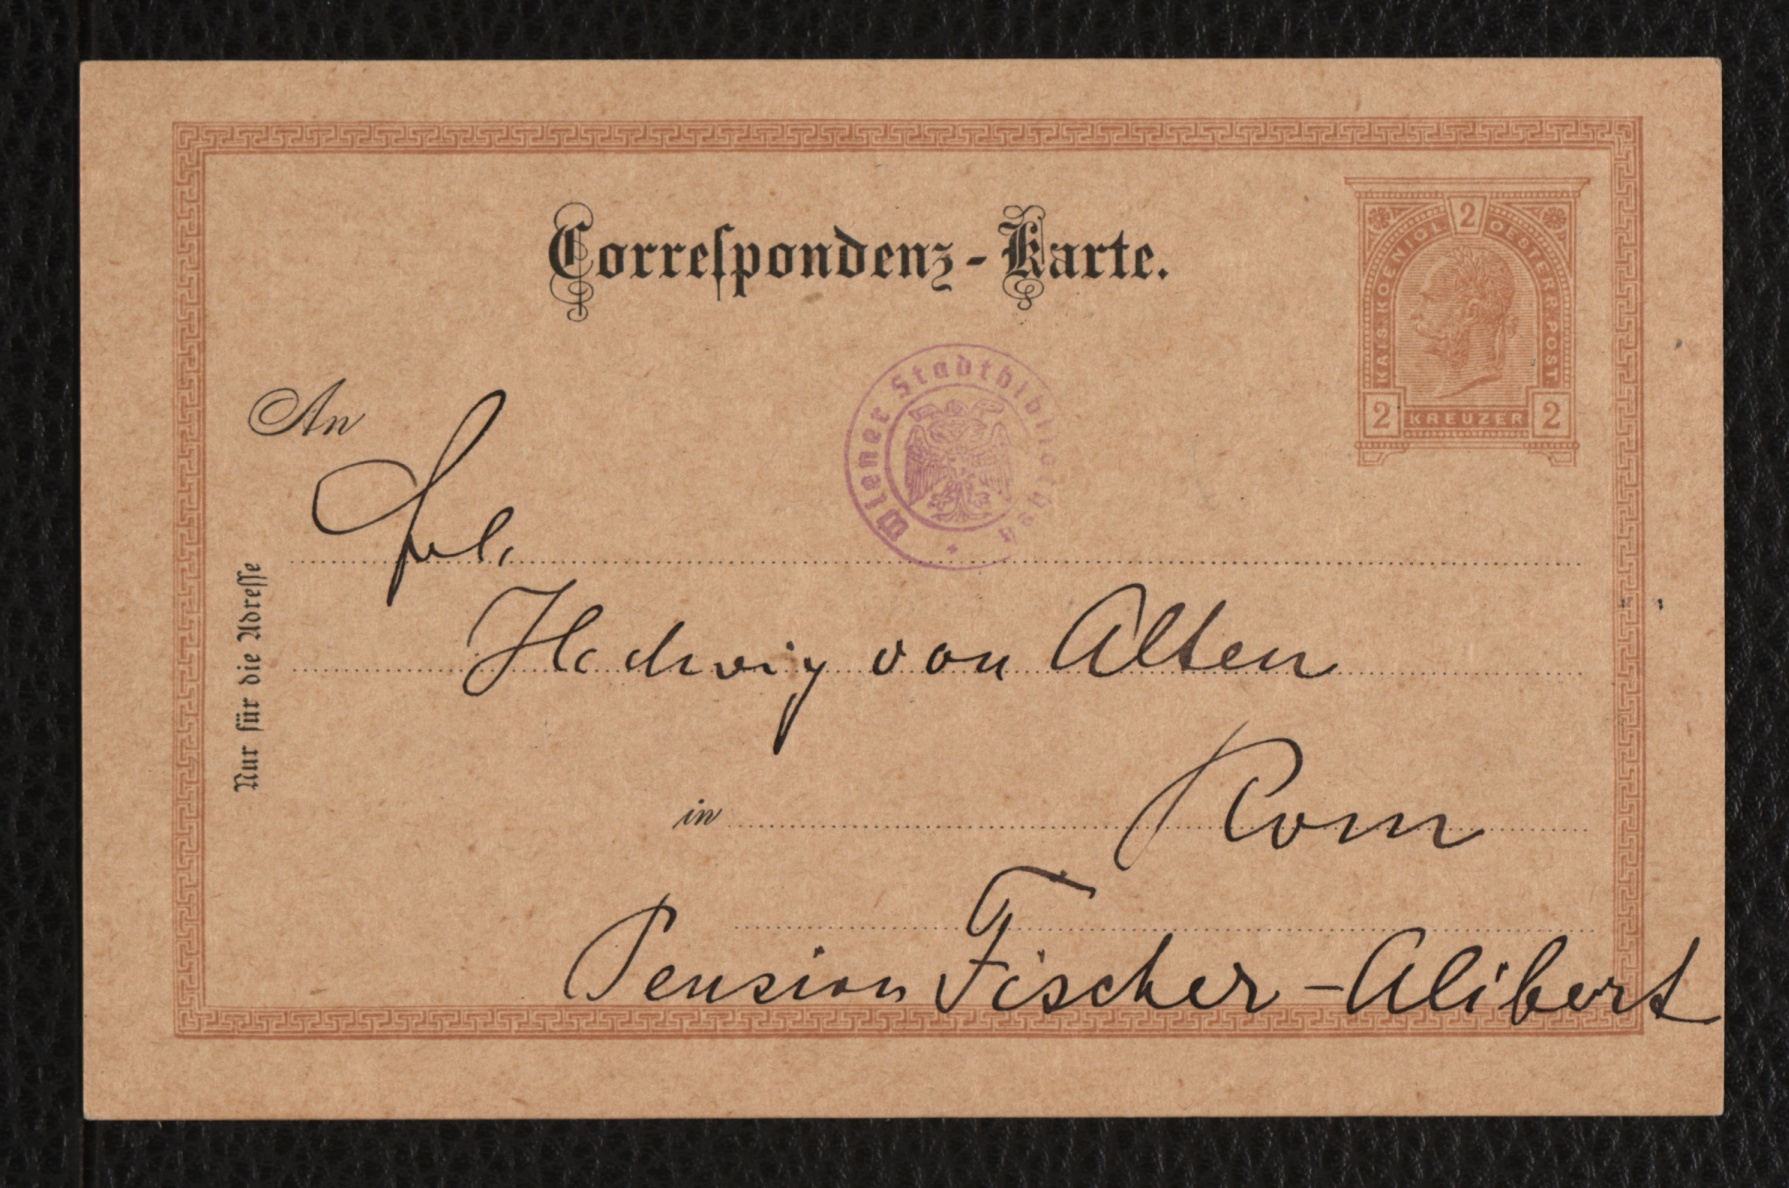 Correſpondenz-Karte.
2
KAIS. KOENIGL. OESTERR. POST
2 KREUZER 2
Wiener Stadtbibliothek
An
Frl.
Hedwig von Alten
Nur für die Adreſſe
in Rom
Pension Fischer-Alibert